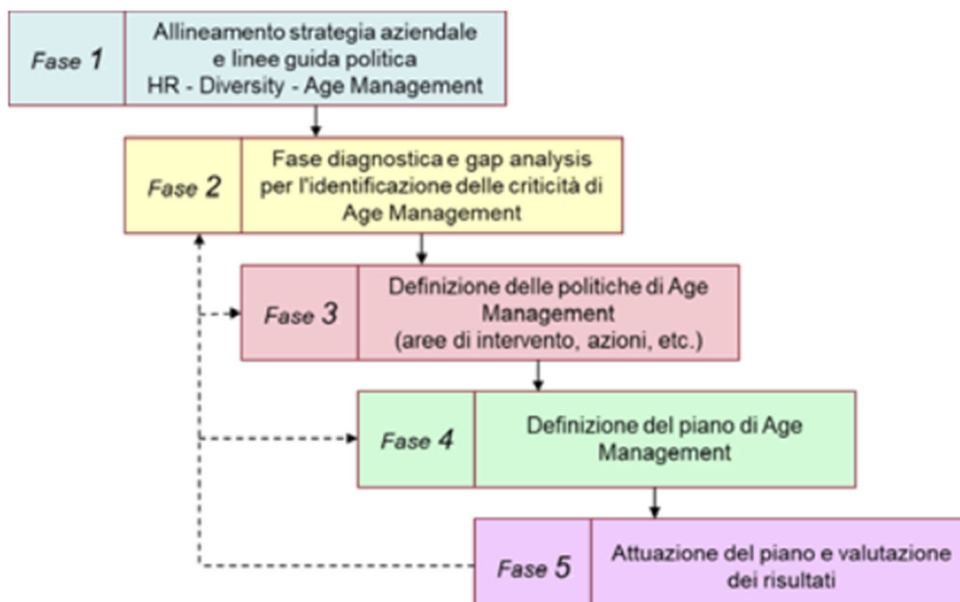 Fase 1
Allineamento strategia aziendale
e linee guida politica
HR - Diversity - Age Management
Fase 2
Fase diagnostica e gap analysis
per l'identificazione delle criticità di
Age Management
Fase 3
Definizione delle politiche di Age
Management
(aree di intervento, azioni, etc.)
Fase 4
Definizione del piano di Age
Management
Fase 5
Attuazione del piano e valutazione
dei risultati